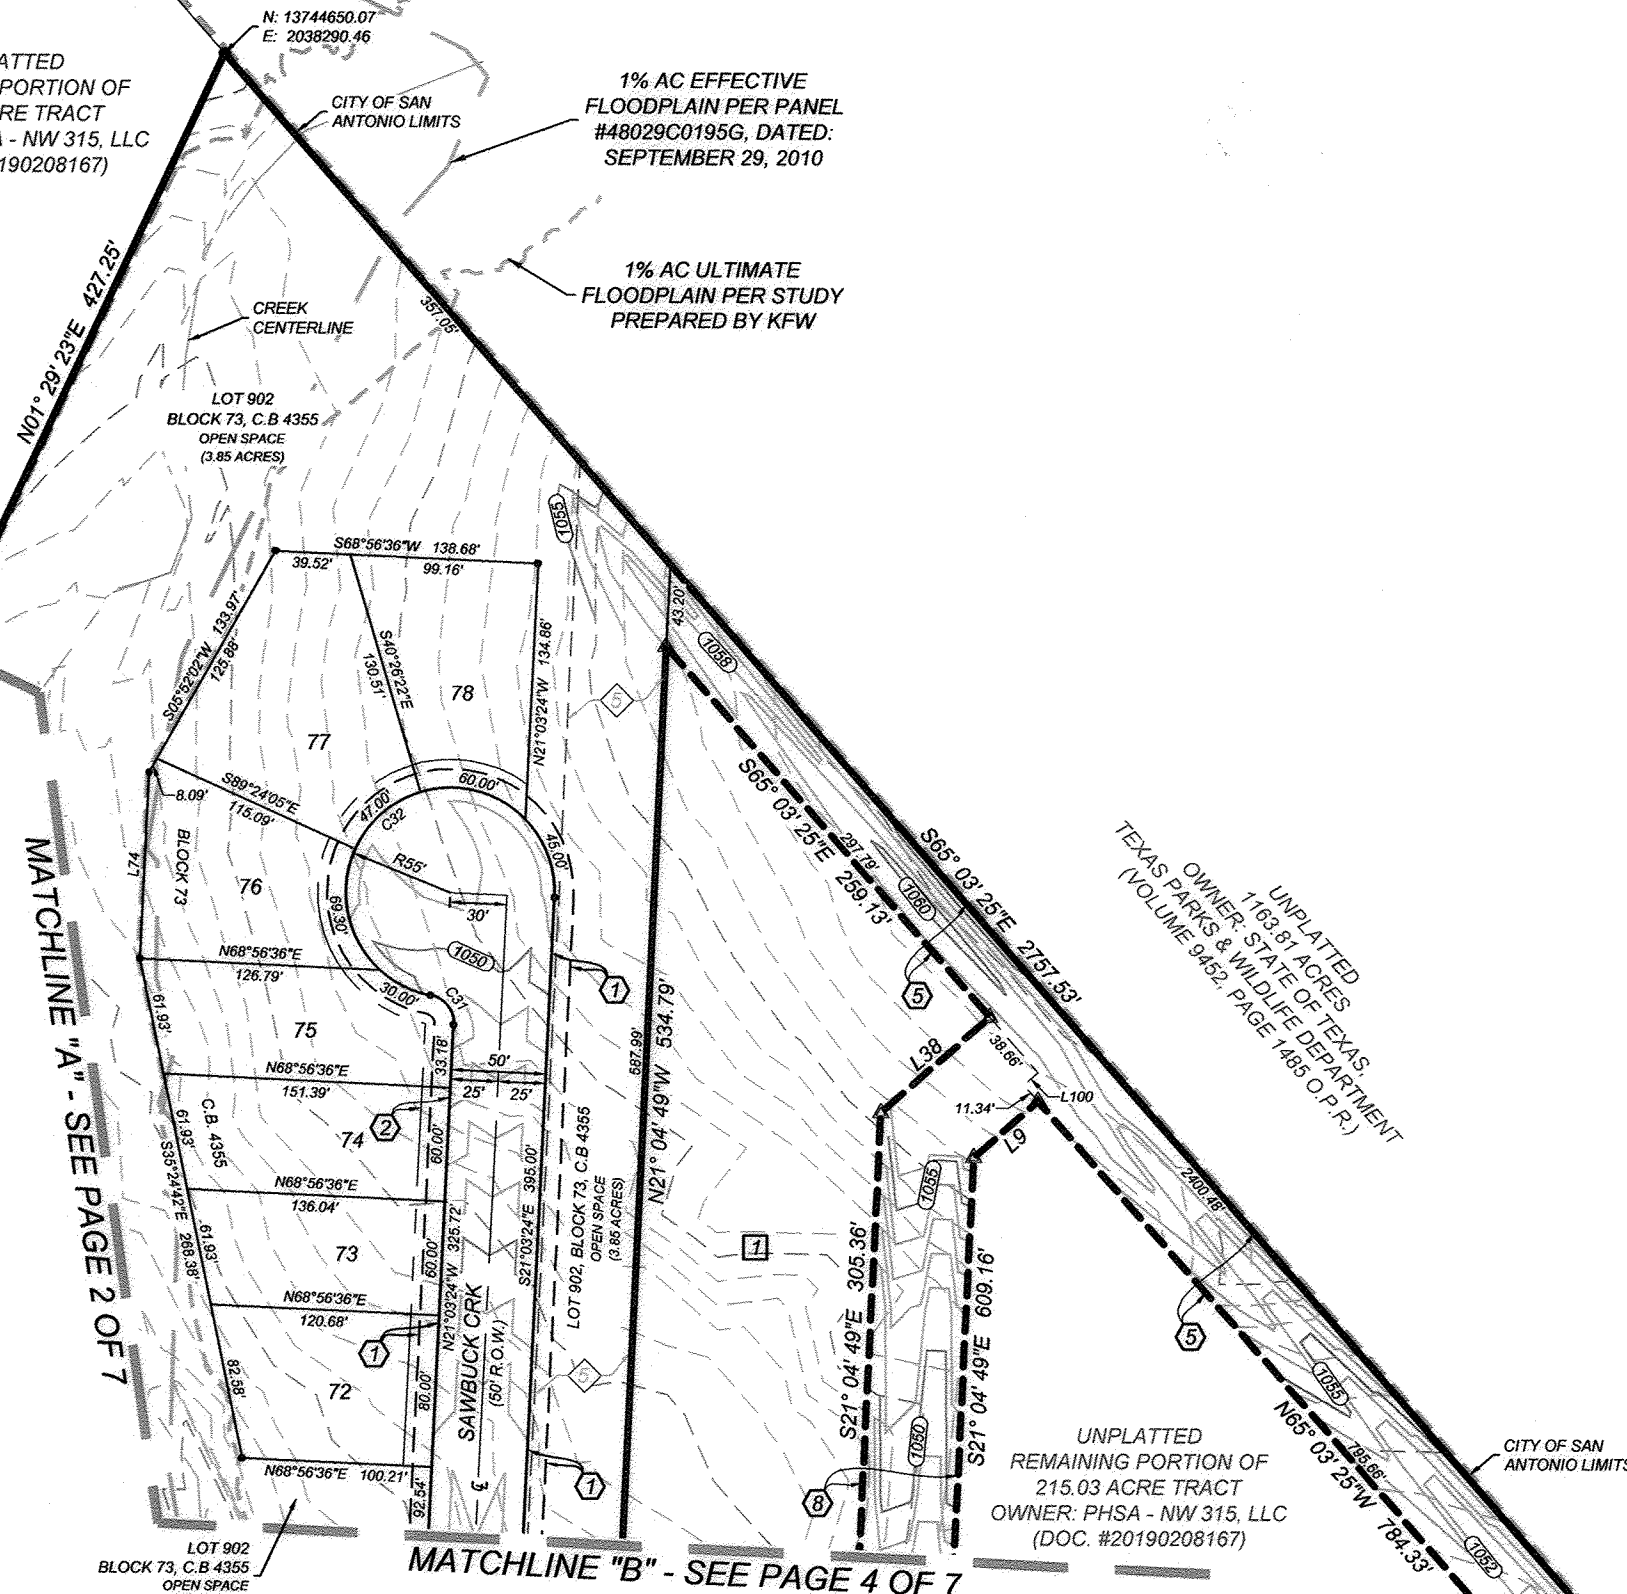 N: 13744650.07
E: 2038290.46
ATTED
PORTION OF
RE TRACT
A - NW 315, LLC
190208167)
CITY OF SAN
ANTONIO LIMITS
1% AC EFFECTIVE
FLOODPLAIN PER PANEL
#48029C0195G, DATED:
SEPTEMBER 29, 2010
1% AC ULTIMATE
FLOODPLAIN PER STUDY
PREPARED BY KFW
N01° 29' 23"E 427.25'
357.05'
CREEK
CENTERLINE
LOT 902
BLOCK 73, C.B 4355
OPEN SPACE
(3.85 ACRES)
1055
S68°56'36"W 138.68'
39.52'
99.16'
43.20'
1058
S05°52'02"W 133.97'
125.88'
S40°26'22"E
130.51'
78
N21°03'24"W 134.86'
5
77
S89°24'05"E
115.09'
8.09'
47.00'
C32
60.00'
45.00'
R55'
30'
L74
BLOCK 73
76
69.30'
1050
N68°56'36"E
126.79'
30.00'
C31
1
61.93'
75
33.18'
50'
25'
25'
N68°56'36"E
151.39'
2
C.B. 4355
61.93'
74
60.00'
S35°24'42"E 268.38'
N68°56'36"E
136.04'
61.93'
73
60.00'
N21°03'24"W 325.72'
S21°03'24"E 395.00'
N68°56'36"E
120.68'
1
82.58'
72
80.00'
SAWBUCK CRK
(50' R.O.W.)
LOT 902, BLOCK 73, C.B 4355
OPEN SPACE
(3.85 ACRES)
5
N68°56'36"E 100.21'
92.54'
1
LOT 902
BLOCK 73, C.B 4355
OPEN SPACE
MATCHLINE "A" - SEE PAGE 2 OF 7
MATCHLINE "B" - SEE PAGE 4 OF 7
687.99'
N21° 04' 49"W 534.79'
S65° 03' 25"E 259.13'
297.79'
1060
S65° 03' 25"E 2757.53'
5
L38
38.66'
11.34'
L100
L9
1
1055
S21° 04' 49"E 305.36'
S21° 04' 49"E 609.16'
1050
8
2400.48'
5
1055
N65° 03' 25"W 784.33'
795.66'
1052
CITY OF SAN
ANTONIO LIMITS
UNPLATTED
1163.81 ACRES
OWNER: STATE OF TEXAS,
TEXAS PARKS & WILDLIFE DEPARTMENT
(VOLUME 9452, PAGE 1485 O.P.R.)
UNPLATTED
REMAINING PORTION OF
215.03 ACRE TRACT
OWNER: PHSA - NW 315, LLC
(DOC. #20190208167)